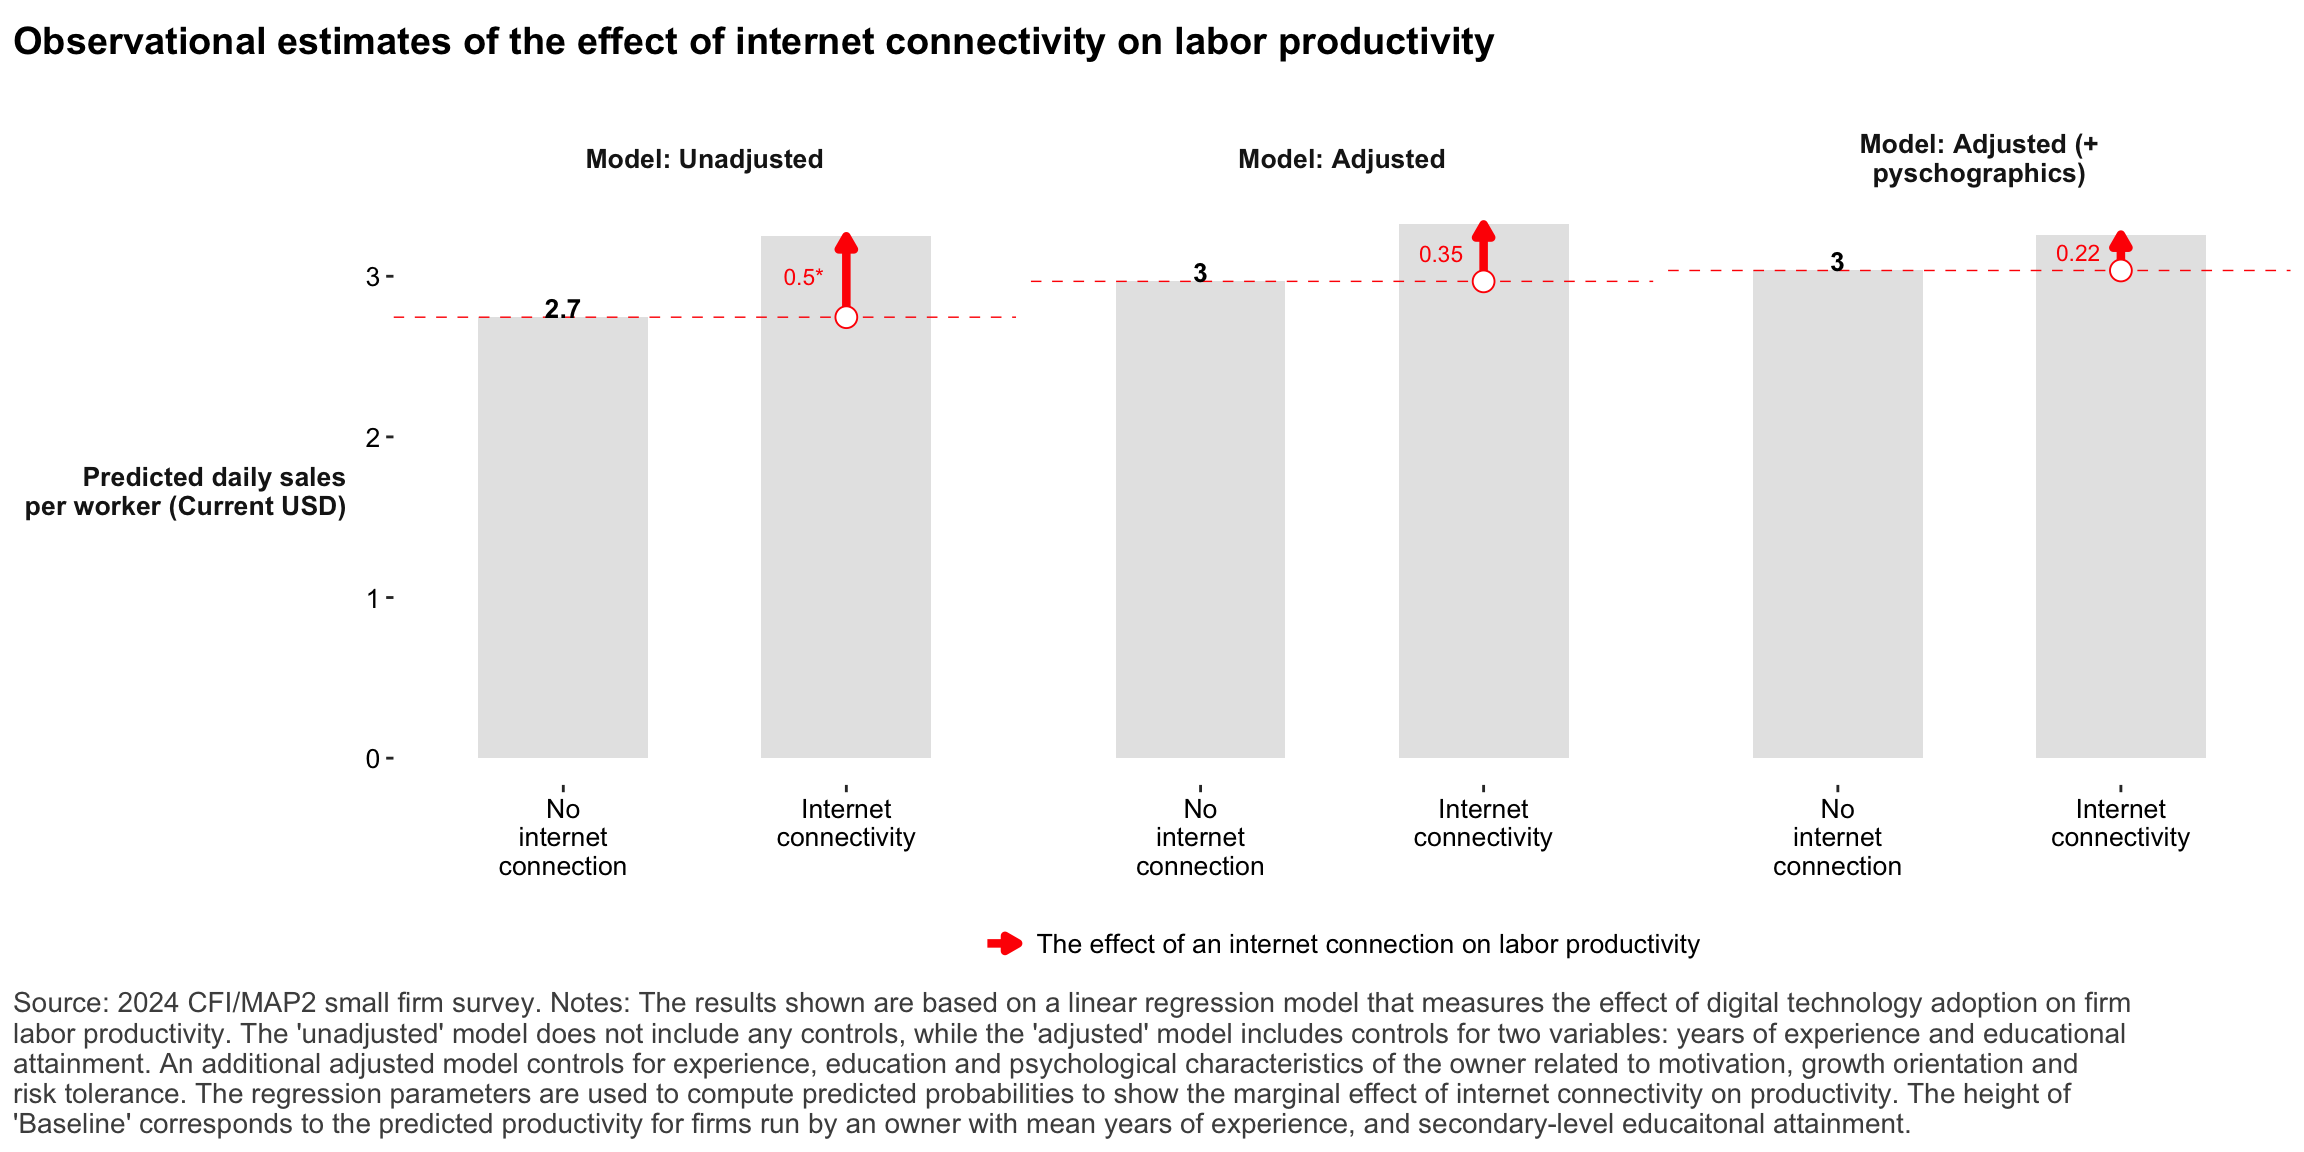 Observational estimates of the effect of internet connectivity on labor productivity
Model: Unadjusted
Model: Adjusted
Model: Adjusted (+
pyschographics)
Predicted daily sales
per worker (Current USD)
3
2
1
0
2.7
0.5*
3
0.35
3
0.22
No
internet
connection
Internet
connectivity
No
internet
connection
Internet
connectivity
No
internet
connection
Internet
connectivity
The effect of an internet connection on labor productivity
Source: 2024 CFI/MAP2 small firm survey. Notes: The results shown are based on a linear regression model that measures the effect of digital technology adoption on firm
labor productivity. The 'unadjusted' model does not include any controls, while the 'adjusted' model includes controls for two variables: years of experience and educational
attainment. An additional adjusted model controls for experience, education and psychological characteristics of the owner related to motivation, growth orientation and
risk tolerance. The regression parameters are used to compute predicted probabilities to show the marginal effect of internet connectivity on productivity. The height of
'Baseline' corresponds to the predicted productivity for firms run by an owner with mean years of experience, and secondary-level educaitonal attainment.